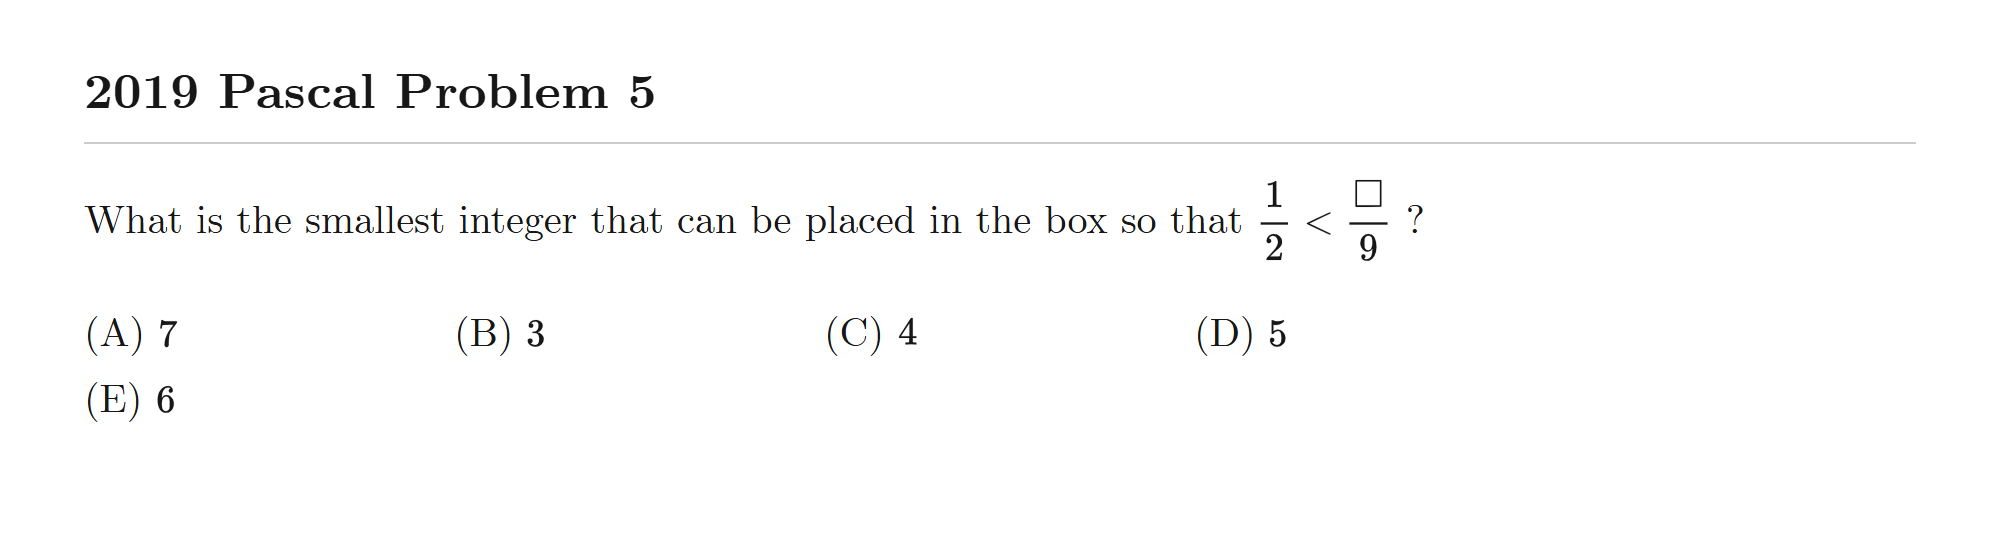 2019 Pascal Problem 5
What is the smallest integer that can be placed in the box so that 1/2 < □/9 ?
(A) 7 (B) 3 (C) 4 (D) 5
(E) 6